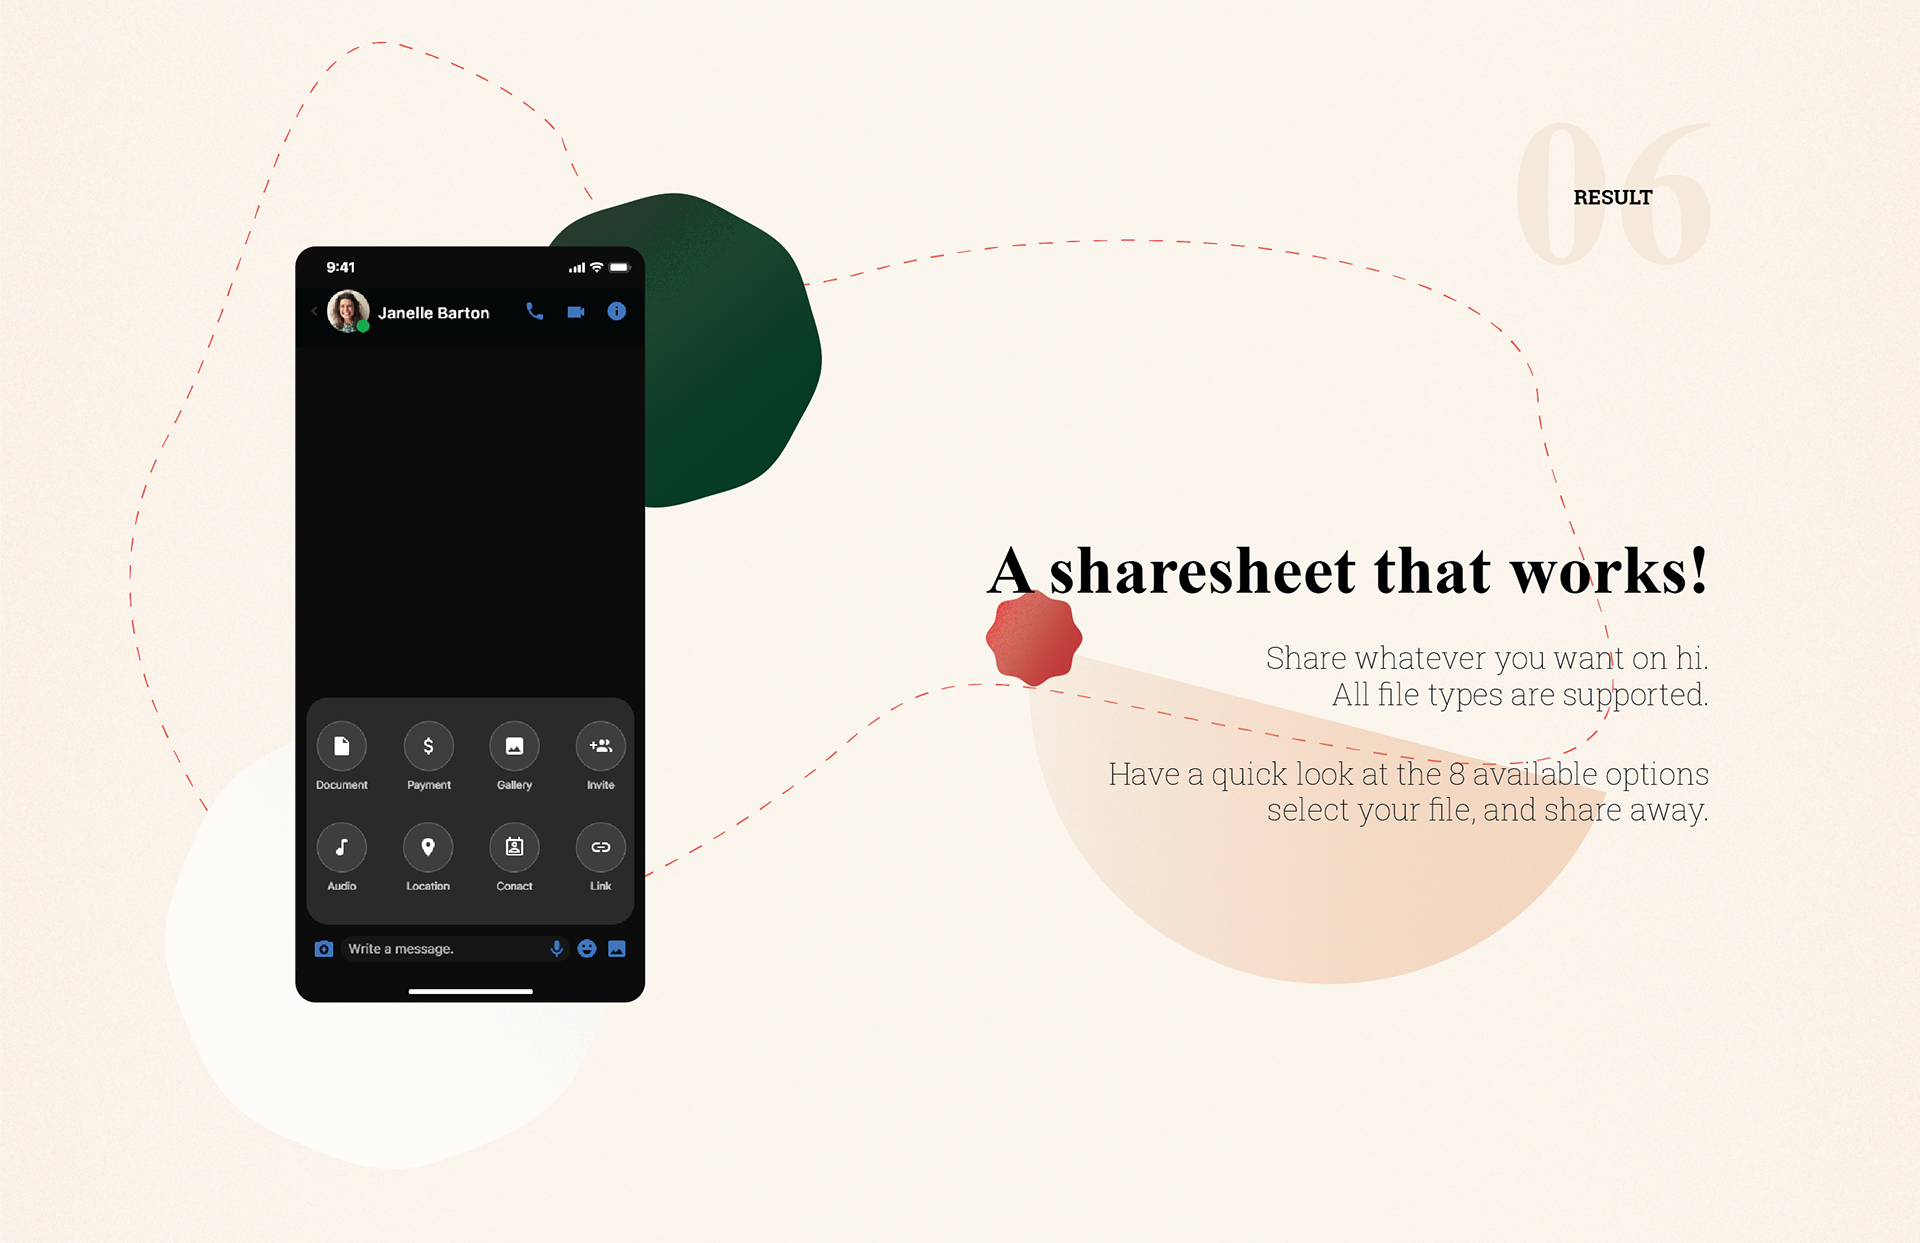 06
RESULT
9:41
Janelle Barton
Document Payment Gallery Invite
Audio Location Conact Link
Write a message.
A sharesheet that works!
Share whatever you want on hi.
All file types are supported.
Have a quick look at the 8 available options
select your file, and share away.